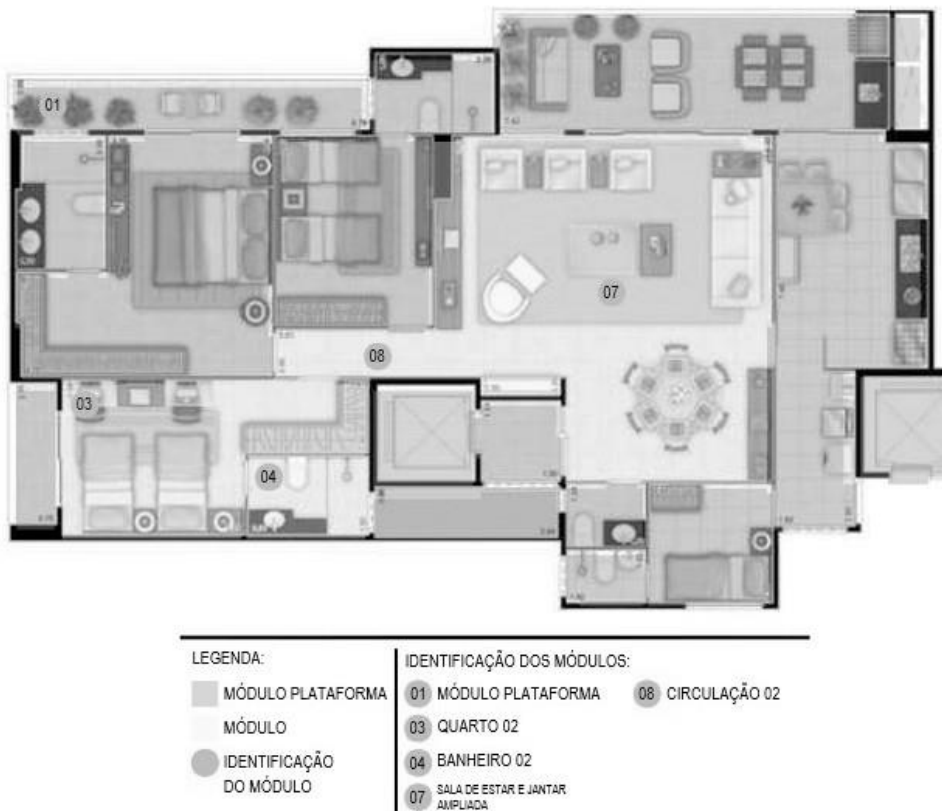 01
07
08
03
04
LEGENDA:
MÓDULO PLATAFORMA
MÓDULO
IDENTIFICAÇÃO
DO MÓDULO
IDENTIFICAÇÃO DOS MÓDULOS:
01 MÓDULO PLATAFORMA
08 CIRCULAÇÃO 02
03 QUARTO 02
04 BANHEIRO 02
07 SALA DE ESTAR E JANTAR
AMPLIADA